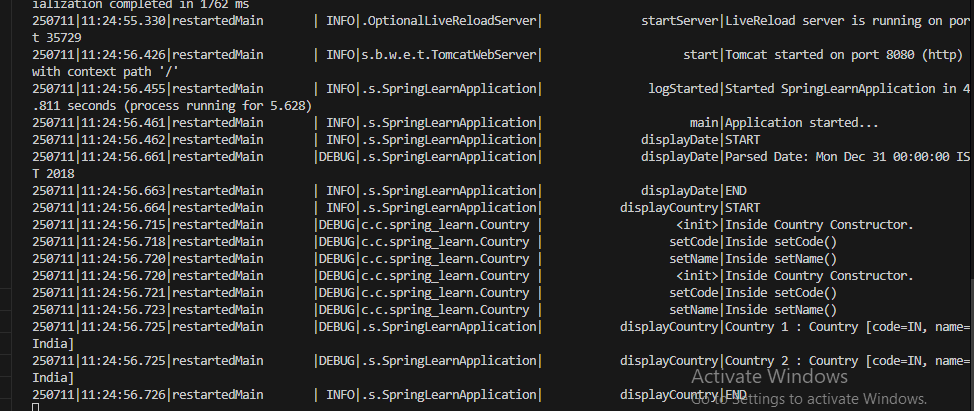 ialization completed in 1762 ms
250711|11:24:55.330|restartedMain | INFO|.OptionalLiveReloadServer| startServer|LiveReload server is running on por
t 35729
250711|11:24:56.426|restartedMain | INFO|s.b.w.e.t.TomcatWebServer| start|Tomcat started on port 8080 (http)
with context path '/'
250711|11:24:56.455|restartedMain | INFO|.s.SpringLearnApplication| logStarted|Started SpringLearnApplication in 4
.811 seconds (process running for 5.628)
250711|11:24:56.461|restartedMain | INFO|.s.SpringLearnApplication| main|Application started...
250711|11:24:56.462|restartedMain | INFO|.s.SpringLearnApplication| displayDate|START
250711|11:24:56.661|restartedMain |DEBUG|.s.SpringLearnApplication| displayDate|Parsed Date: Mon Dec 31 00:00:00 IS
T 2018
250711|11:24:56.663|restartedMain | INFO|.s.SpringLearnApplication| displayDate|END
250711|11:24:56.664|restartedMain | INFO|.s.SpringLearnApplication| displayCountry|START
250711|11:24:56.715|restartedMain |DEBUG|c.c.spring_learn.Country | <init>|Inside Country Constructor.
250711|11:24:56.718|restartedMain |DEBUG|c.c.spring_learn.Country | setCode|Inside setCode()
250711|11:24:56.720|restartedMain |DEBUG|c.c.spring_learn.Country | setName|Inside setName()
250711|11:24:56.720|restartedMain |DEBUG|c.c.spring_learn.Country | <init>|Inside Country Constructor.
250711|11:24:56.721|restartedMain |DEBUG|c.c.spring_learn.Country | setCode|Inside setCode()
250711|11:24:56.723|restartedMain |DEBUG|c.c.spring_learn.Country | setName|Inside setName()
250711|11:24:56.725|restartedMain |DEBUG|.s.SpringLearnApplication| displayCountry|Country 1 : Country [code=IN, name=
India]
250711|11:24:56.725|restartedMain |DEBUG|.s.SpringLearnApplication| displayCountry|Country 2 : Country [code=IN, name=
India]
Activate Windows
250711|11:24:56.726|restartedMain | INFO|.s.SpringLearnApplication| displayCountry|END
Go to Settings to activate Windows.